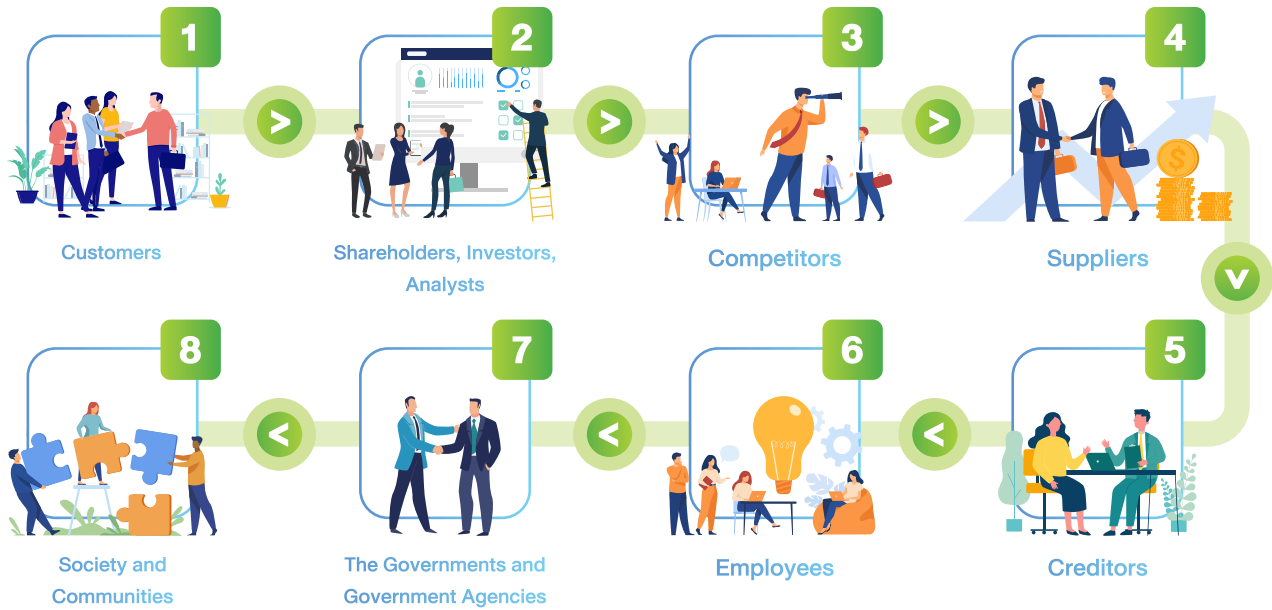 1
Customers
>
2
Shareholders, Investors,
Analysts
>
3
Competitors
>
4
$
Suppliers
>
5
Creditors
<
6
Employees
<
7
The Governments and
Government Agencies
<
8
Society and
Communities